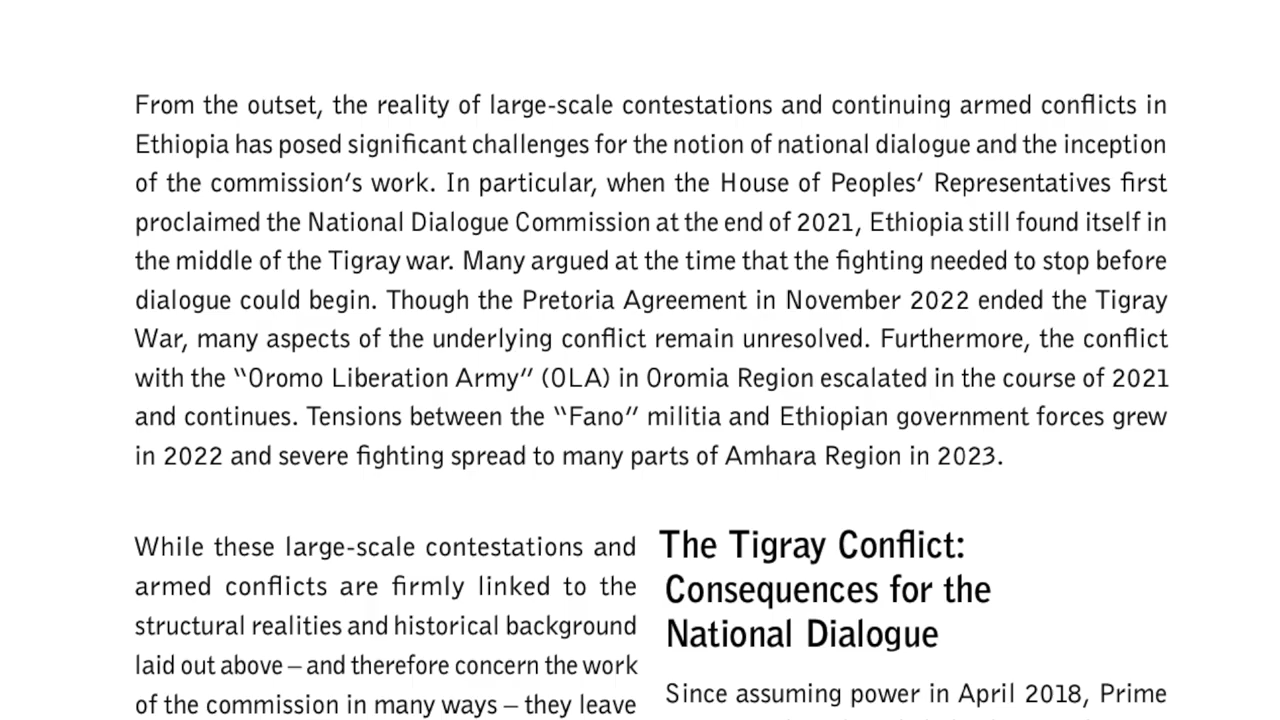 From the outset, the reality of large-scale contestations and continuing armed conflicts in
Ethiopia has posed significant challenges for the notion of national dialogue and the inception
of the commission’s work. In particular, when the House of Peoples’ Representatives first
proclaimed the National Dialogue Commission at the end of 2021, Ethiopia still found itself in
the middle of the Tigray war. Many argued at the time that the fighting needed to stop before
dialogue could begin. Though the Pretoria Agreement in November 2022 ended the Tigray
War, many aspects of the underlying conflict remain unresolved. Furthermore, the conflict
with the “Oromo Liberation Army” (OLA) in Oromia Region escalated in the course of 2021
and continues. Tensions between the “Fano” militia and Ethiopian government forces grew
in 2022 and severe fighting spread to many parts of Amhara Region in 2023.
While these large-scale contestations and
armed conflicts are firmly linked to the
structural realities and historical background
laid out above – and therefore concern the work
of the commission in many ways – they leave
The Tigray Conflict:
Consequences for the
National Dialogue
Since assuming power in April 2018, Prime